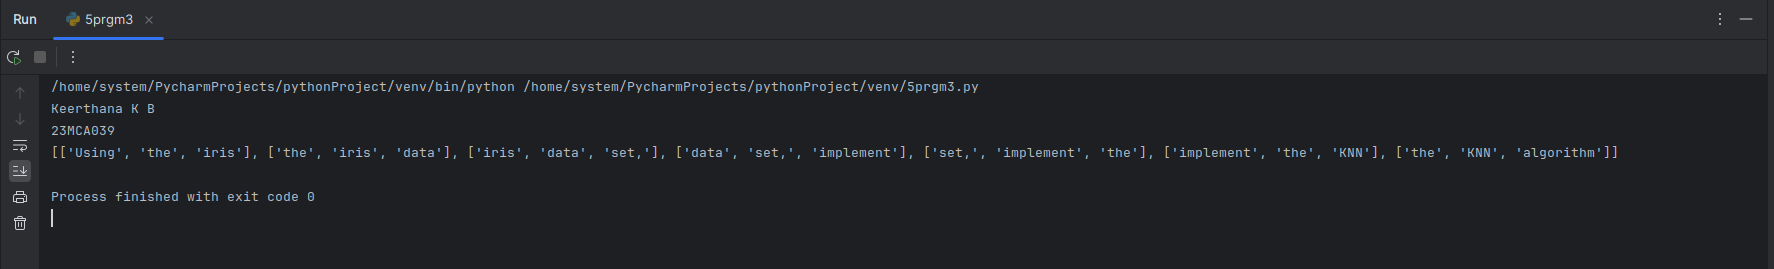 Run 5prgm3
/home/system/PycharmProjects/pythonProject/venv/bin/python /home/system/PycharmProjects/pythonProject/venv/5prgm3.py
Keerthana K B
23MCA039
[['Using', 'the', 'iris'], ['the', 'iris', 'data'], ['iris', 'data', 'set,'], ['data', 'set,', 'implement'], ['set,', 'implement', 'the'], ['implement', 'the', 'KNN'], ['the', 'KNN', 'algorithm']]
Process finished with exit code 0